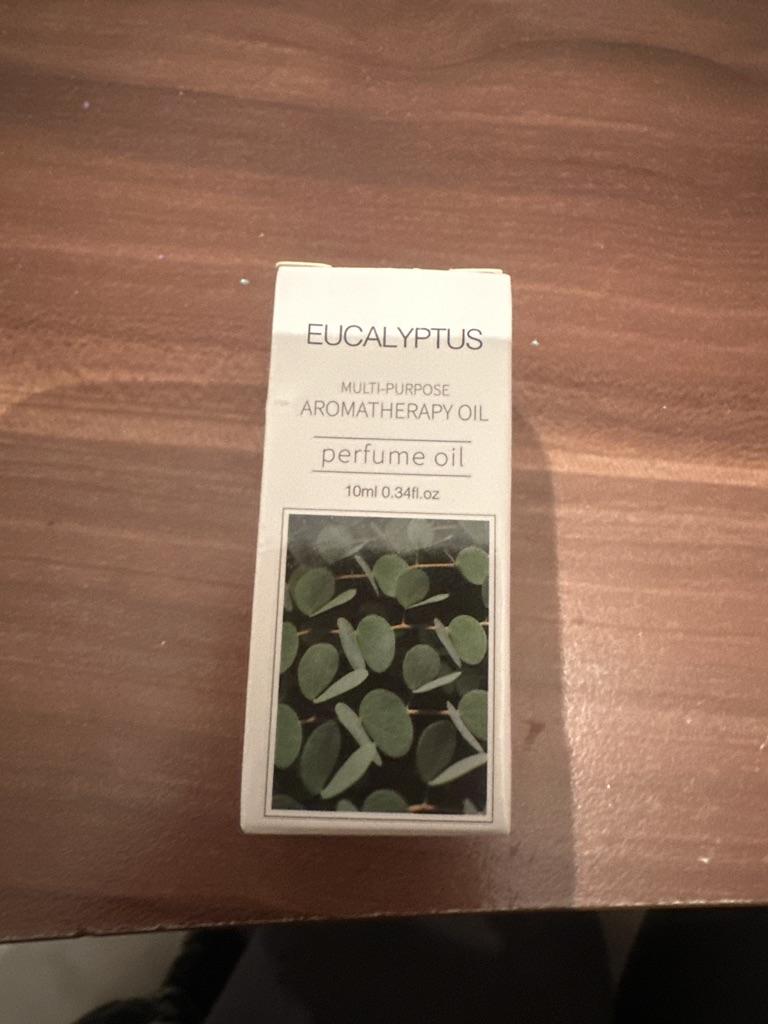 EUCALYPTUS
MULTI-PURPOSE
AROMATHERAPY OIL
perfume oil
10ml 0.34fl.oz